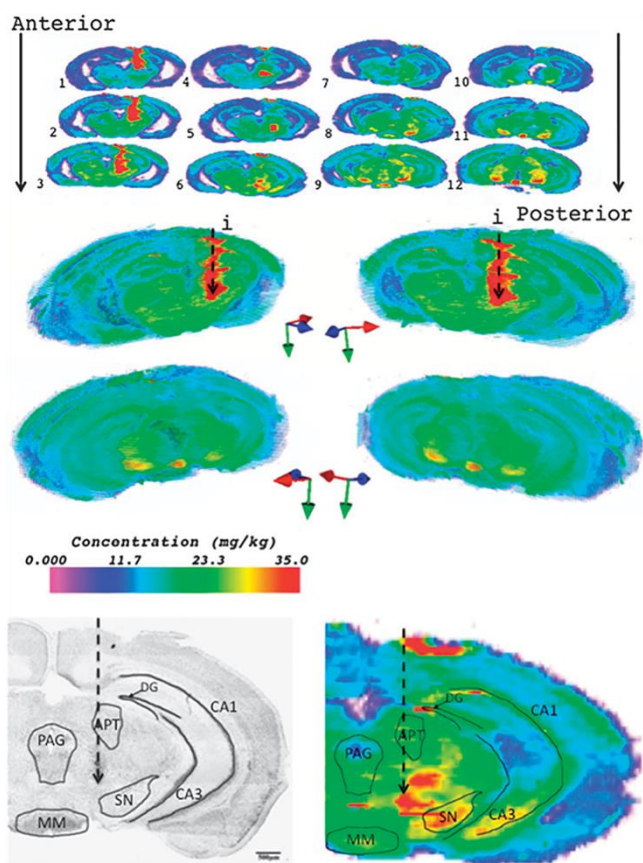 Anterior
1 4 7 10
2 5 8 11
3 6 9 12
i i Posterior
Concentration (mg/kg)
0.000 11.7 23.3 35.0
DG DG
CA1 CA1
APT APT
PAG PAG
SN CA3 SN CA3
MM MM
500µm